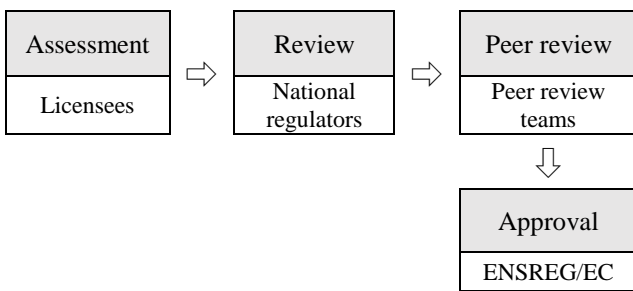 Assessment
Licensees
Review
National
regulators
Peer review
Peer review
teams
Approval
ENSREG/EC